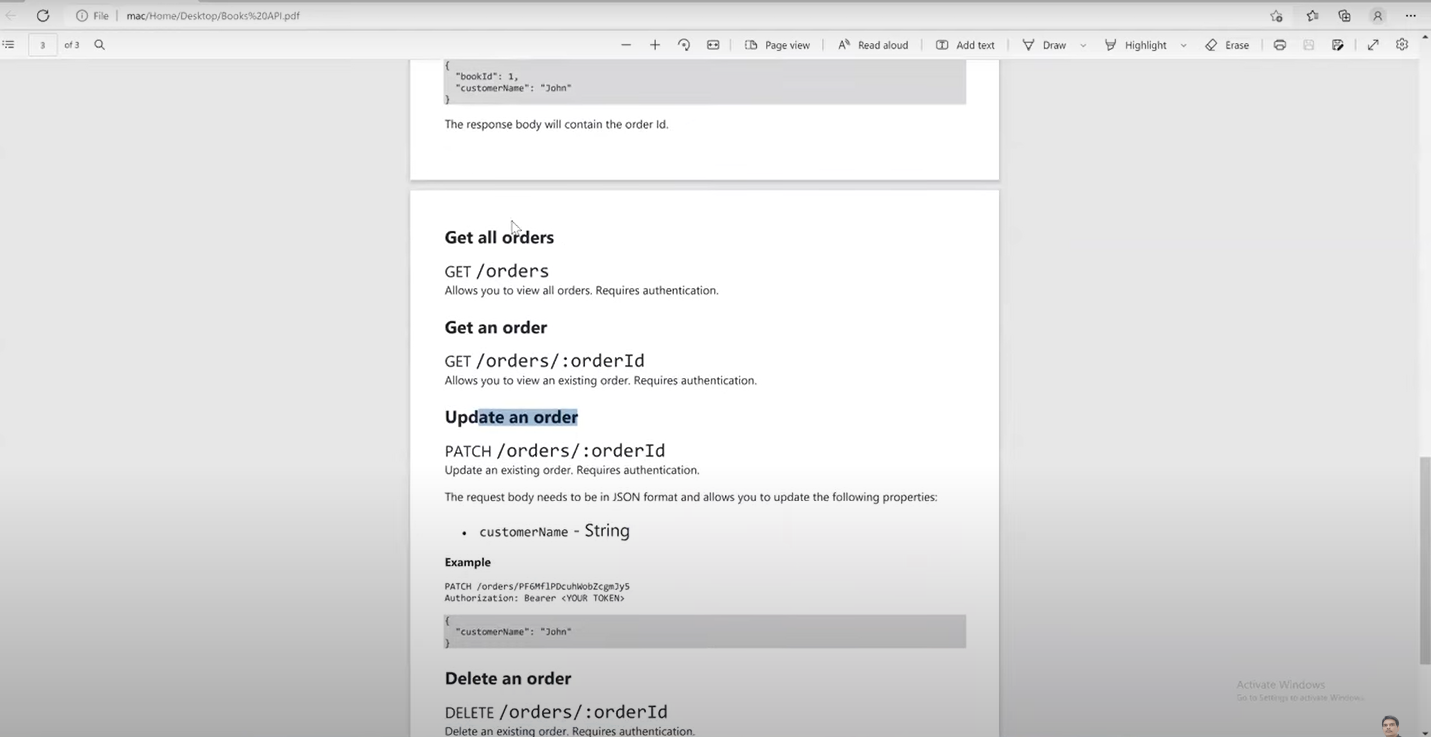 File
mac/Home/Desktop/Books%20API.pdf
3 of 3
Page view
Read aloud
Add text
Draw
Highlight
Erase
{
"bookId": 1,
"customerName": "John"
}
The response body will contain the order Id.
Get all orders
GET /orders
Allows you to view all orders. Requires authentication.
Get an order
GET /orders/:orderId
Allows you to view an existing order. Requires authentication.
Update an order
PATCH /orders/:orderId
Update an existing order. Requires authentication.
The request body needs to be in JSON format and allows you to update the following properties:
• customerName - String
Example
PATCH /orders/PF6MflPDcuhWobZcgmJy5
Authorization: Bearer <YOUR TOKEN>
{
"customerName": "John"
}
Delete an order
DELETE /orders/:orderId
Delete an existing order. Requires authentication.
Activate Windows
Go to Settings to activate Windows.